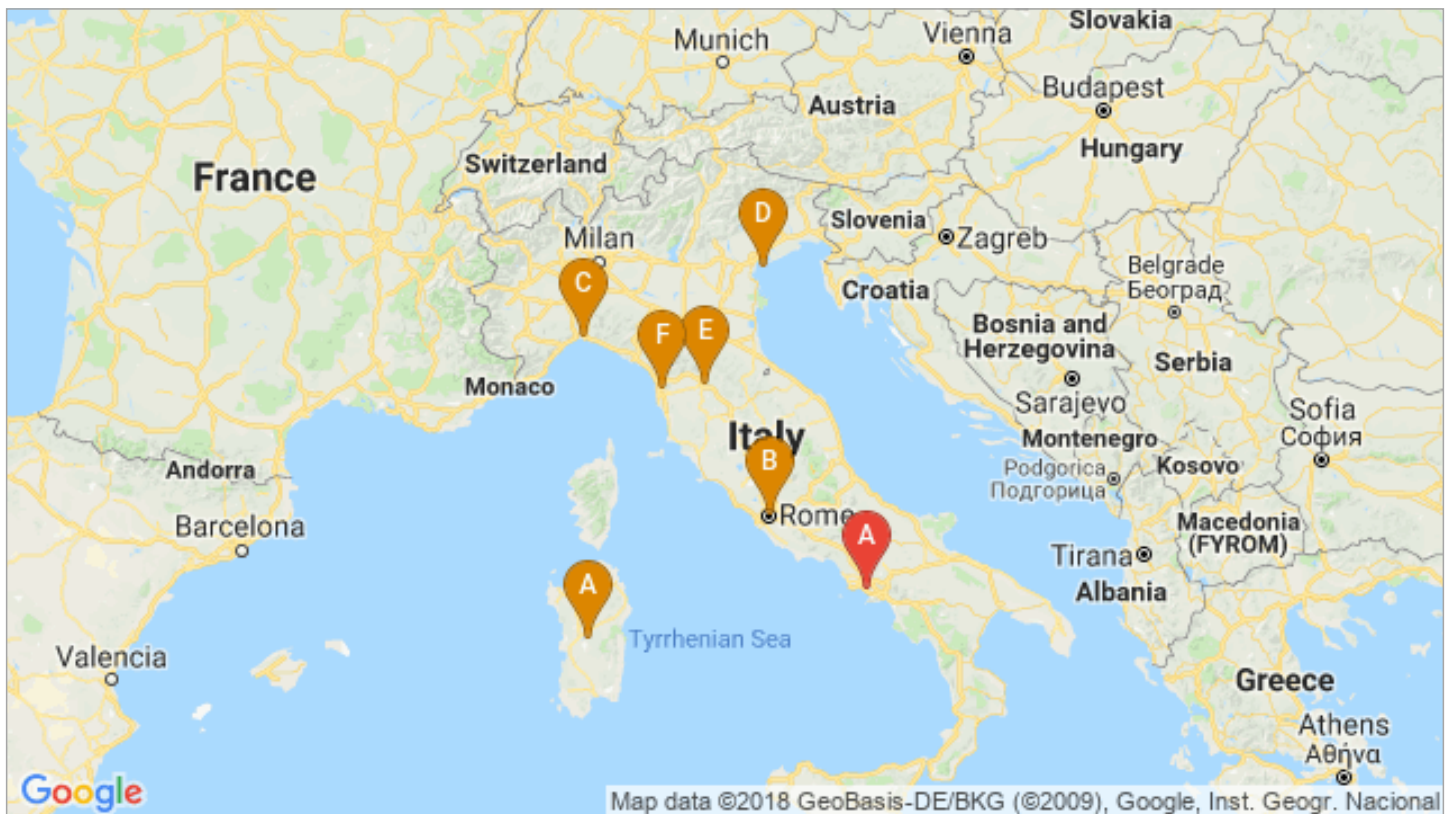 Slovakia
Vienna
Munich
Budapest
Austria
Hungary
Switzerland
France
D
Slovenia
Milan
Zagreb
Belgrade
Београд
C
Croatia
Bosnia and
Herzegovina
F
E
Serbia
Monaco
Sarajevo
Sofia
София
Italy
Montenegro
B
Andorra
Podgorica
Подгорица
Kosovo
Rome
Barcelona
Macedonia
(FYROM)
A
Tirana
A
Albania
Tyrrhenian Sea
Valencia
Greece
Athens
Αθήνα
Google
Map data ©2018 GeoBasis-DE/BKG (©2009), Google, Inst. Geogr. Nacional